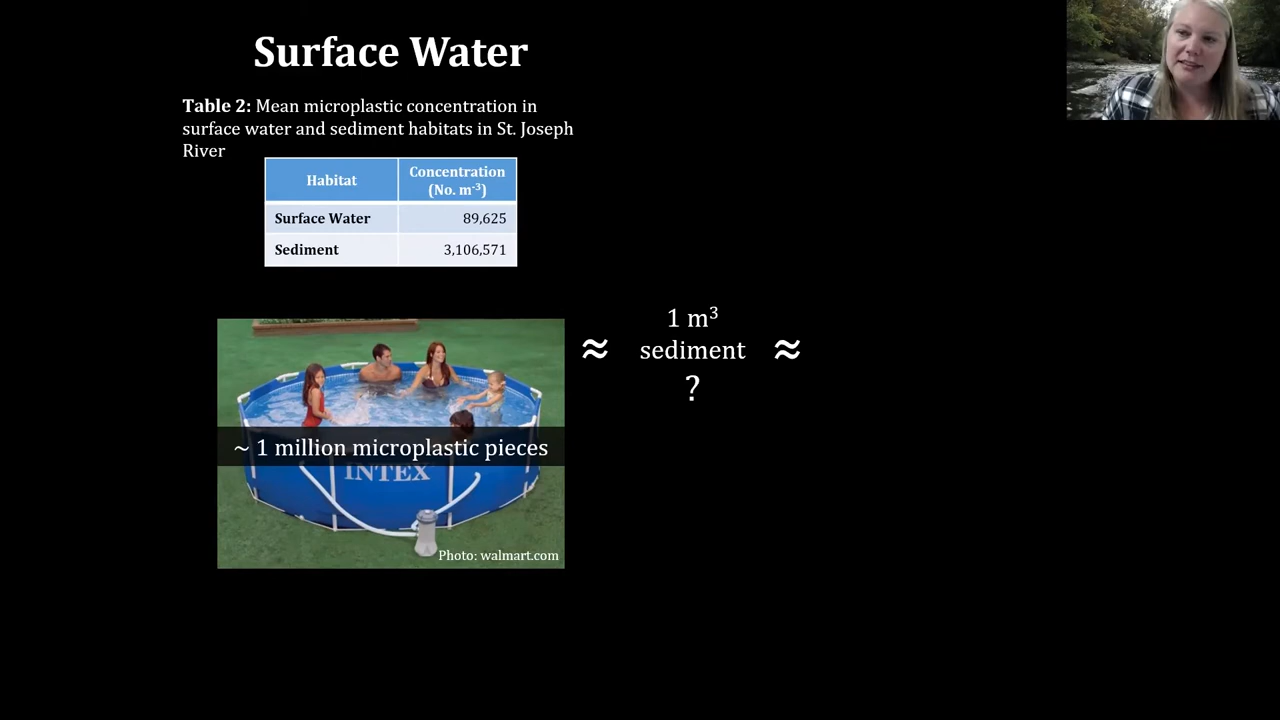 Surface Water
Table 2: Mean microplastic concentration in
surface water and sediment habitats in St. Joseph
River
Habitat
Concentration
(No. m⁻³)
Surface Water 89,625
Sediment 3,106,571
≈ 1 m³ ≈
sediment
?
~ 1 million microplastic pieces
INTEX
Photo: walmart.com